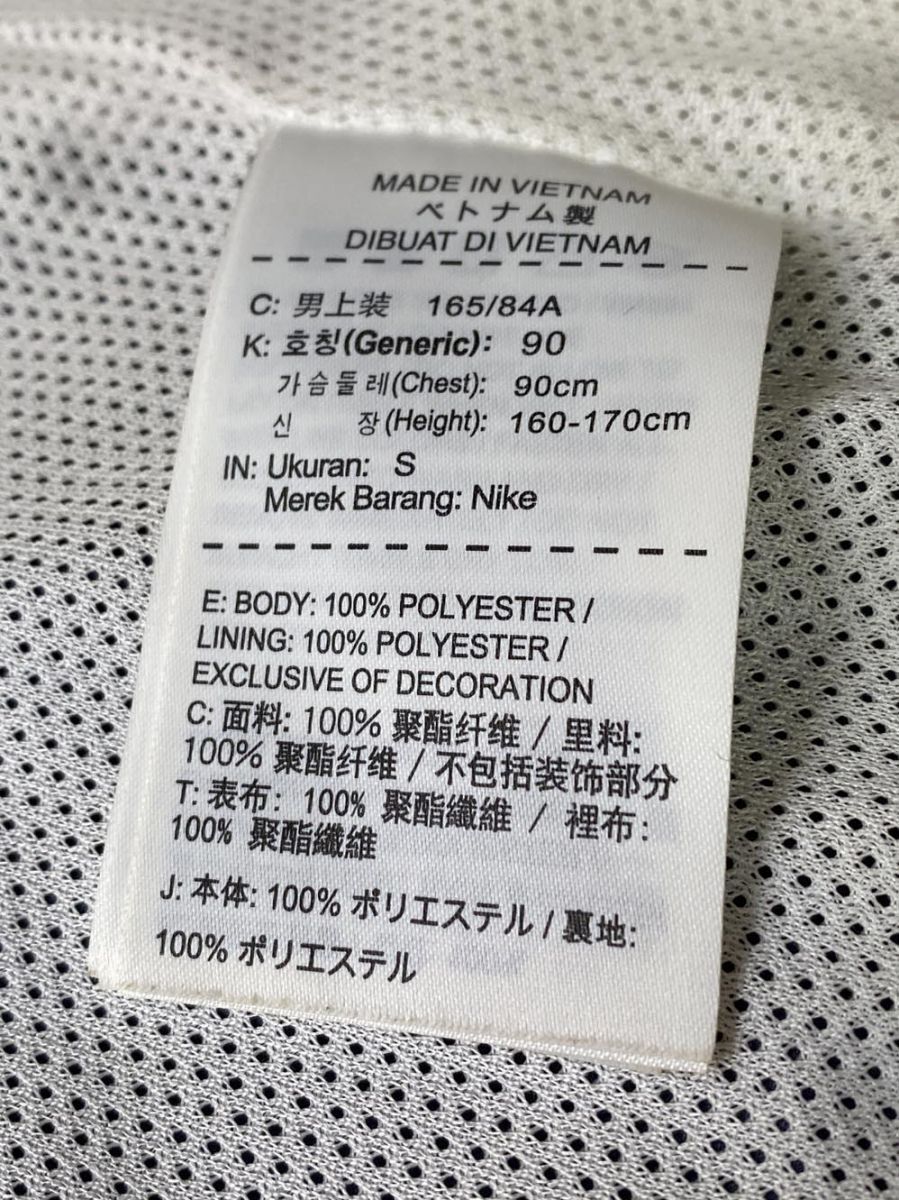 MADE IN VIETNAM
ベトナム製
DIBUAT DI VIETNAM
C: 男上装 165/84A
K: 호칭(Generic): 90
가슴둘레(Chest): 90cm
신 장(Height): 160-170cm
IN: Ukuran: S
Merek Barang: Nike
E: BODY: 100% POLYESTER /
LINING: 100% POLYESTER /
EXCLUSIVE OF DECORATION
C: 面料: 100% 聚酯纤维 / 里料:
100% 聚酯纤维 / 不包括装饰部分
T: 表布: 100% 聚酯纖維 / 裡布:
100% 聚酯纖維
J: 本体: 100% ポリエステル / 裏地:
100% ポリエステル